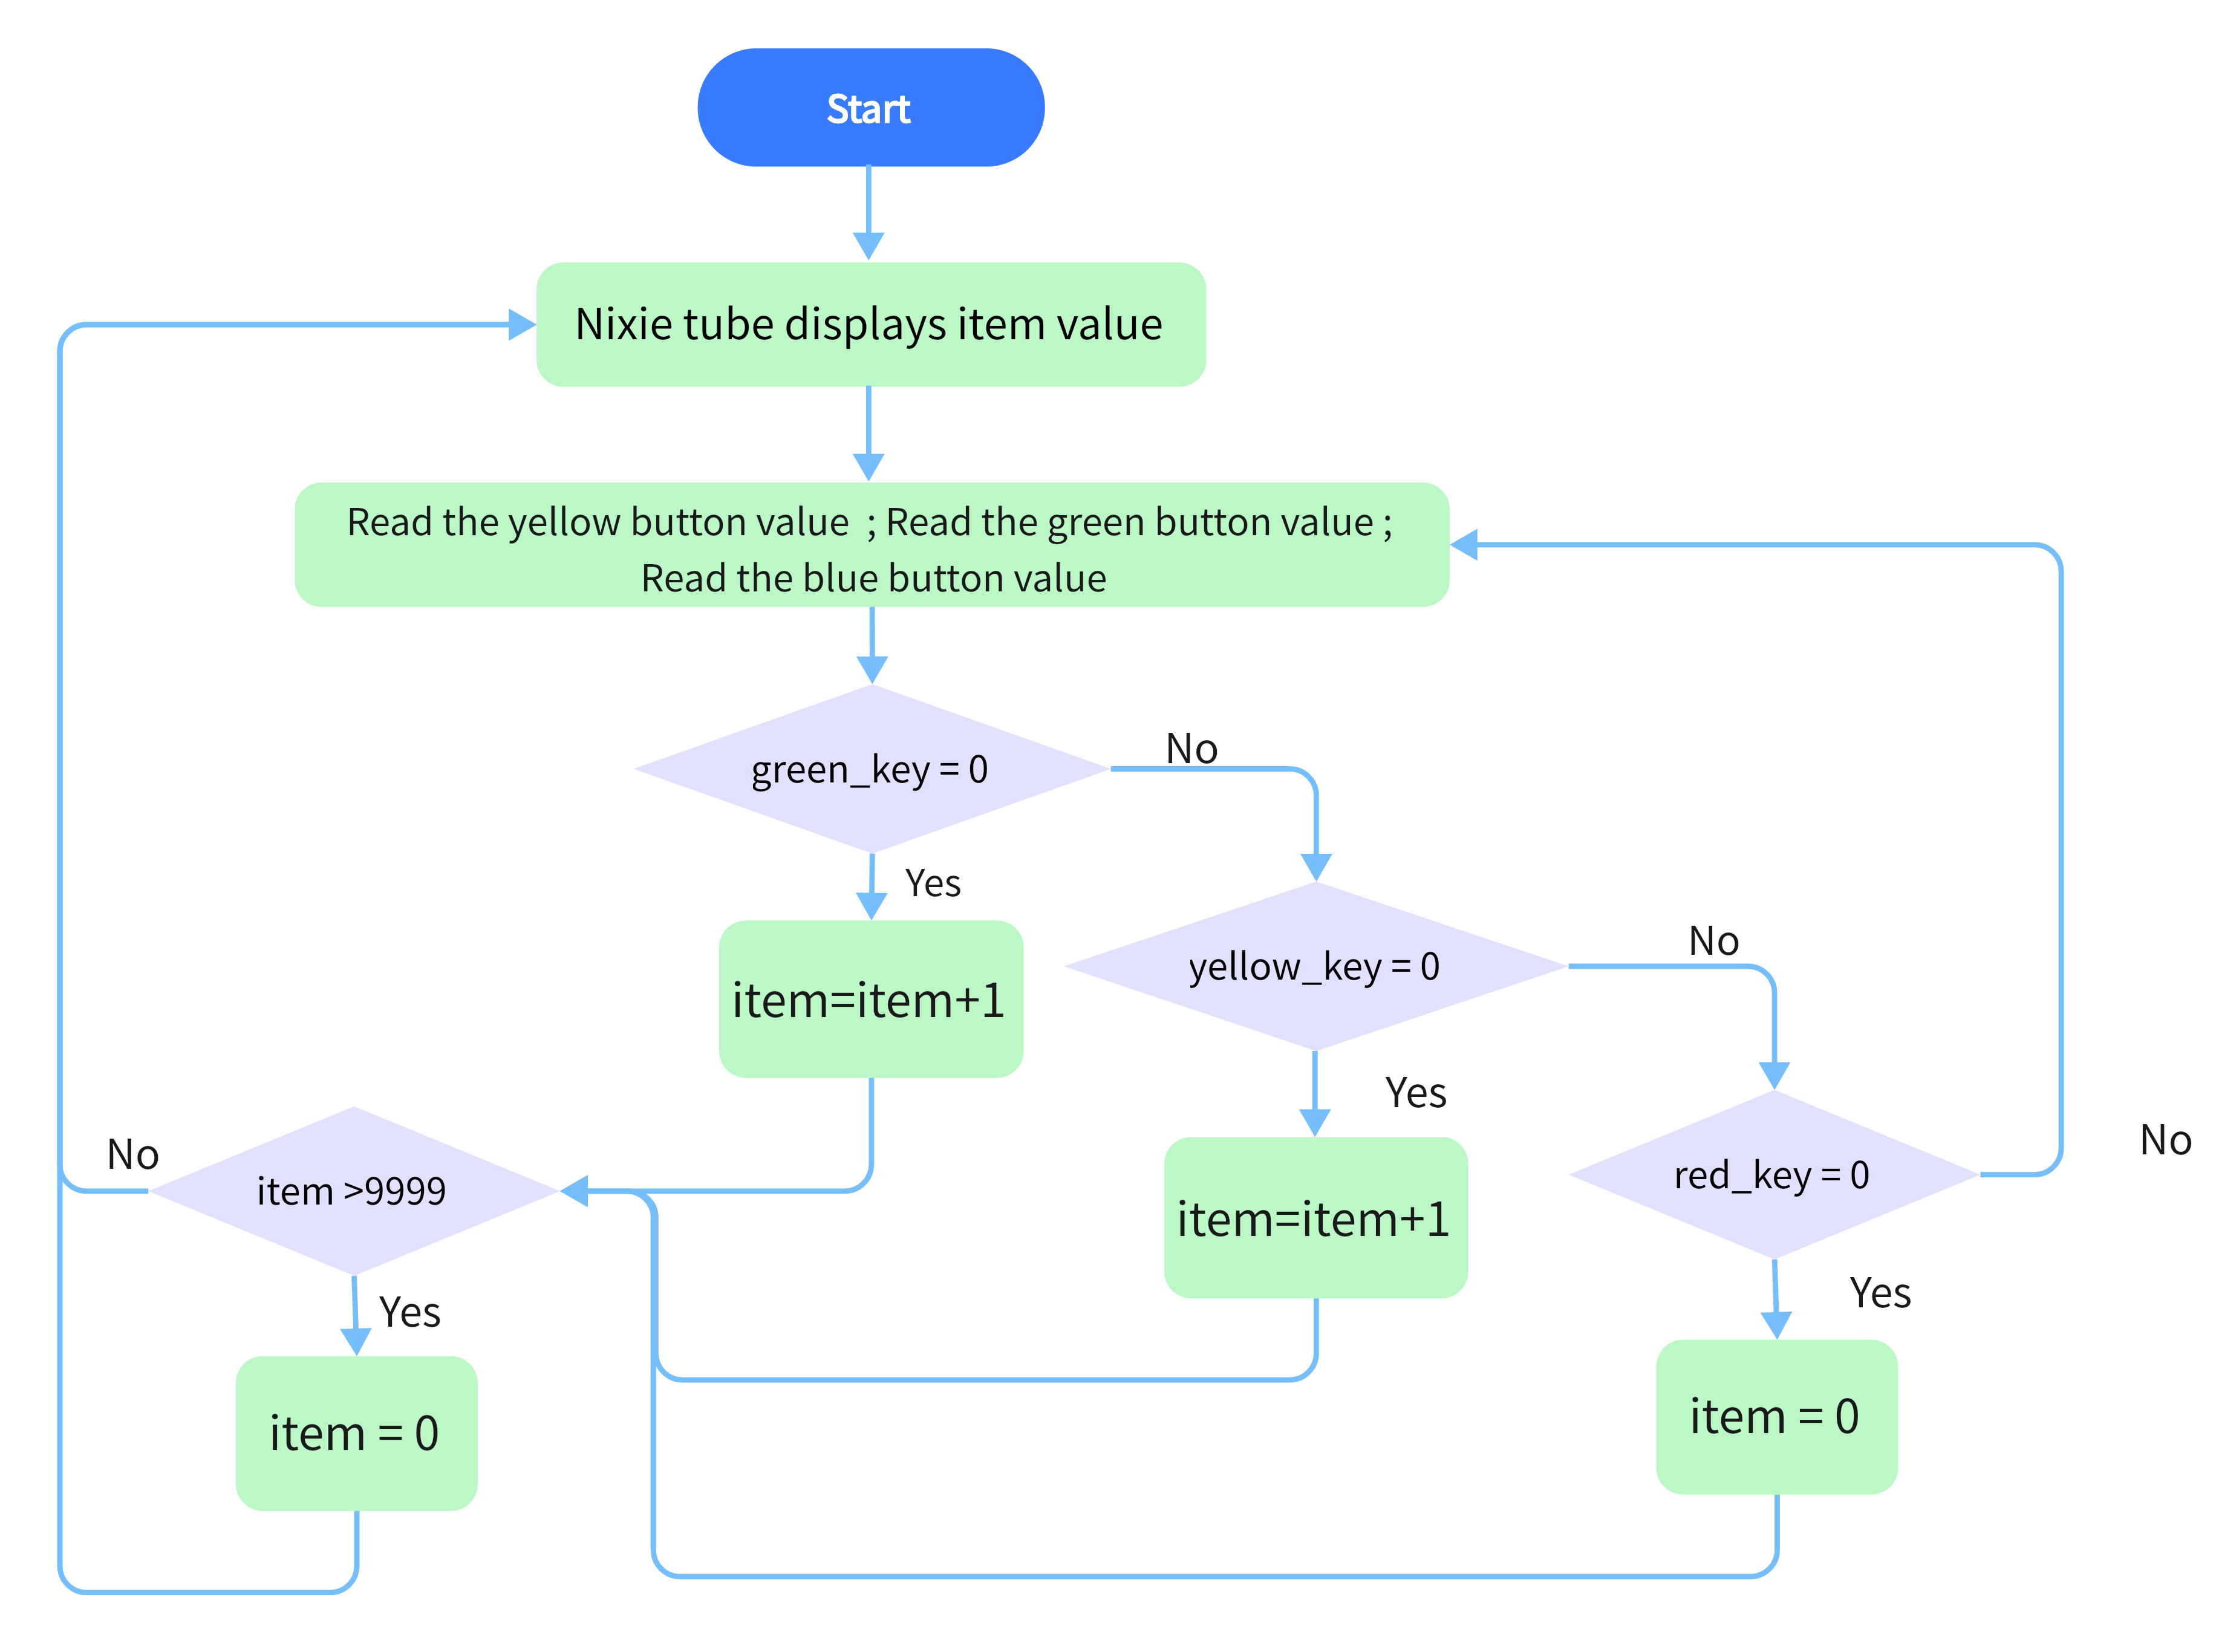 Start
Nixie tube displays item value
Read the yellow button value  ; Read the green button value ;
Read the blue button value
green_key = 0
No
Yes
item=item+1
yellow_key = 0
No
Yes
item=item+1
red_key = 0
No
Yes
item = 0
item >9999
No
Yes
item = 0